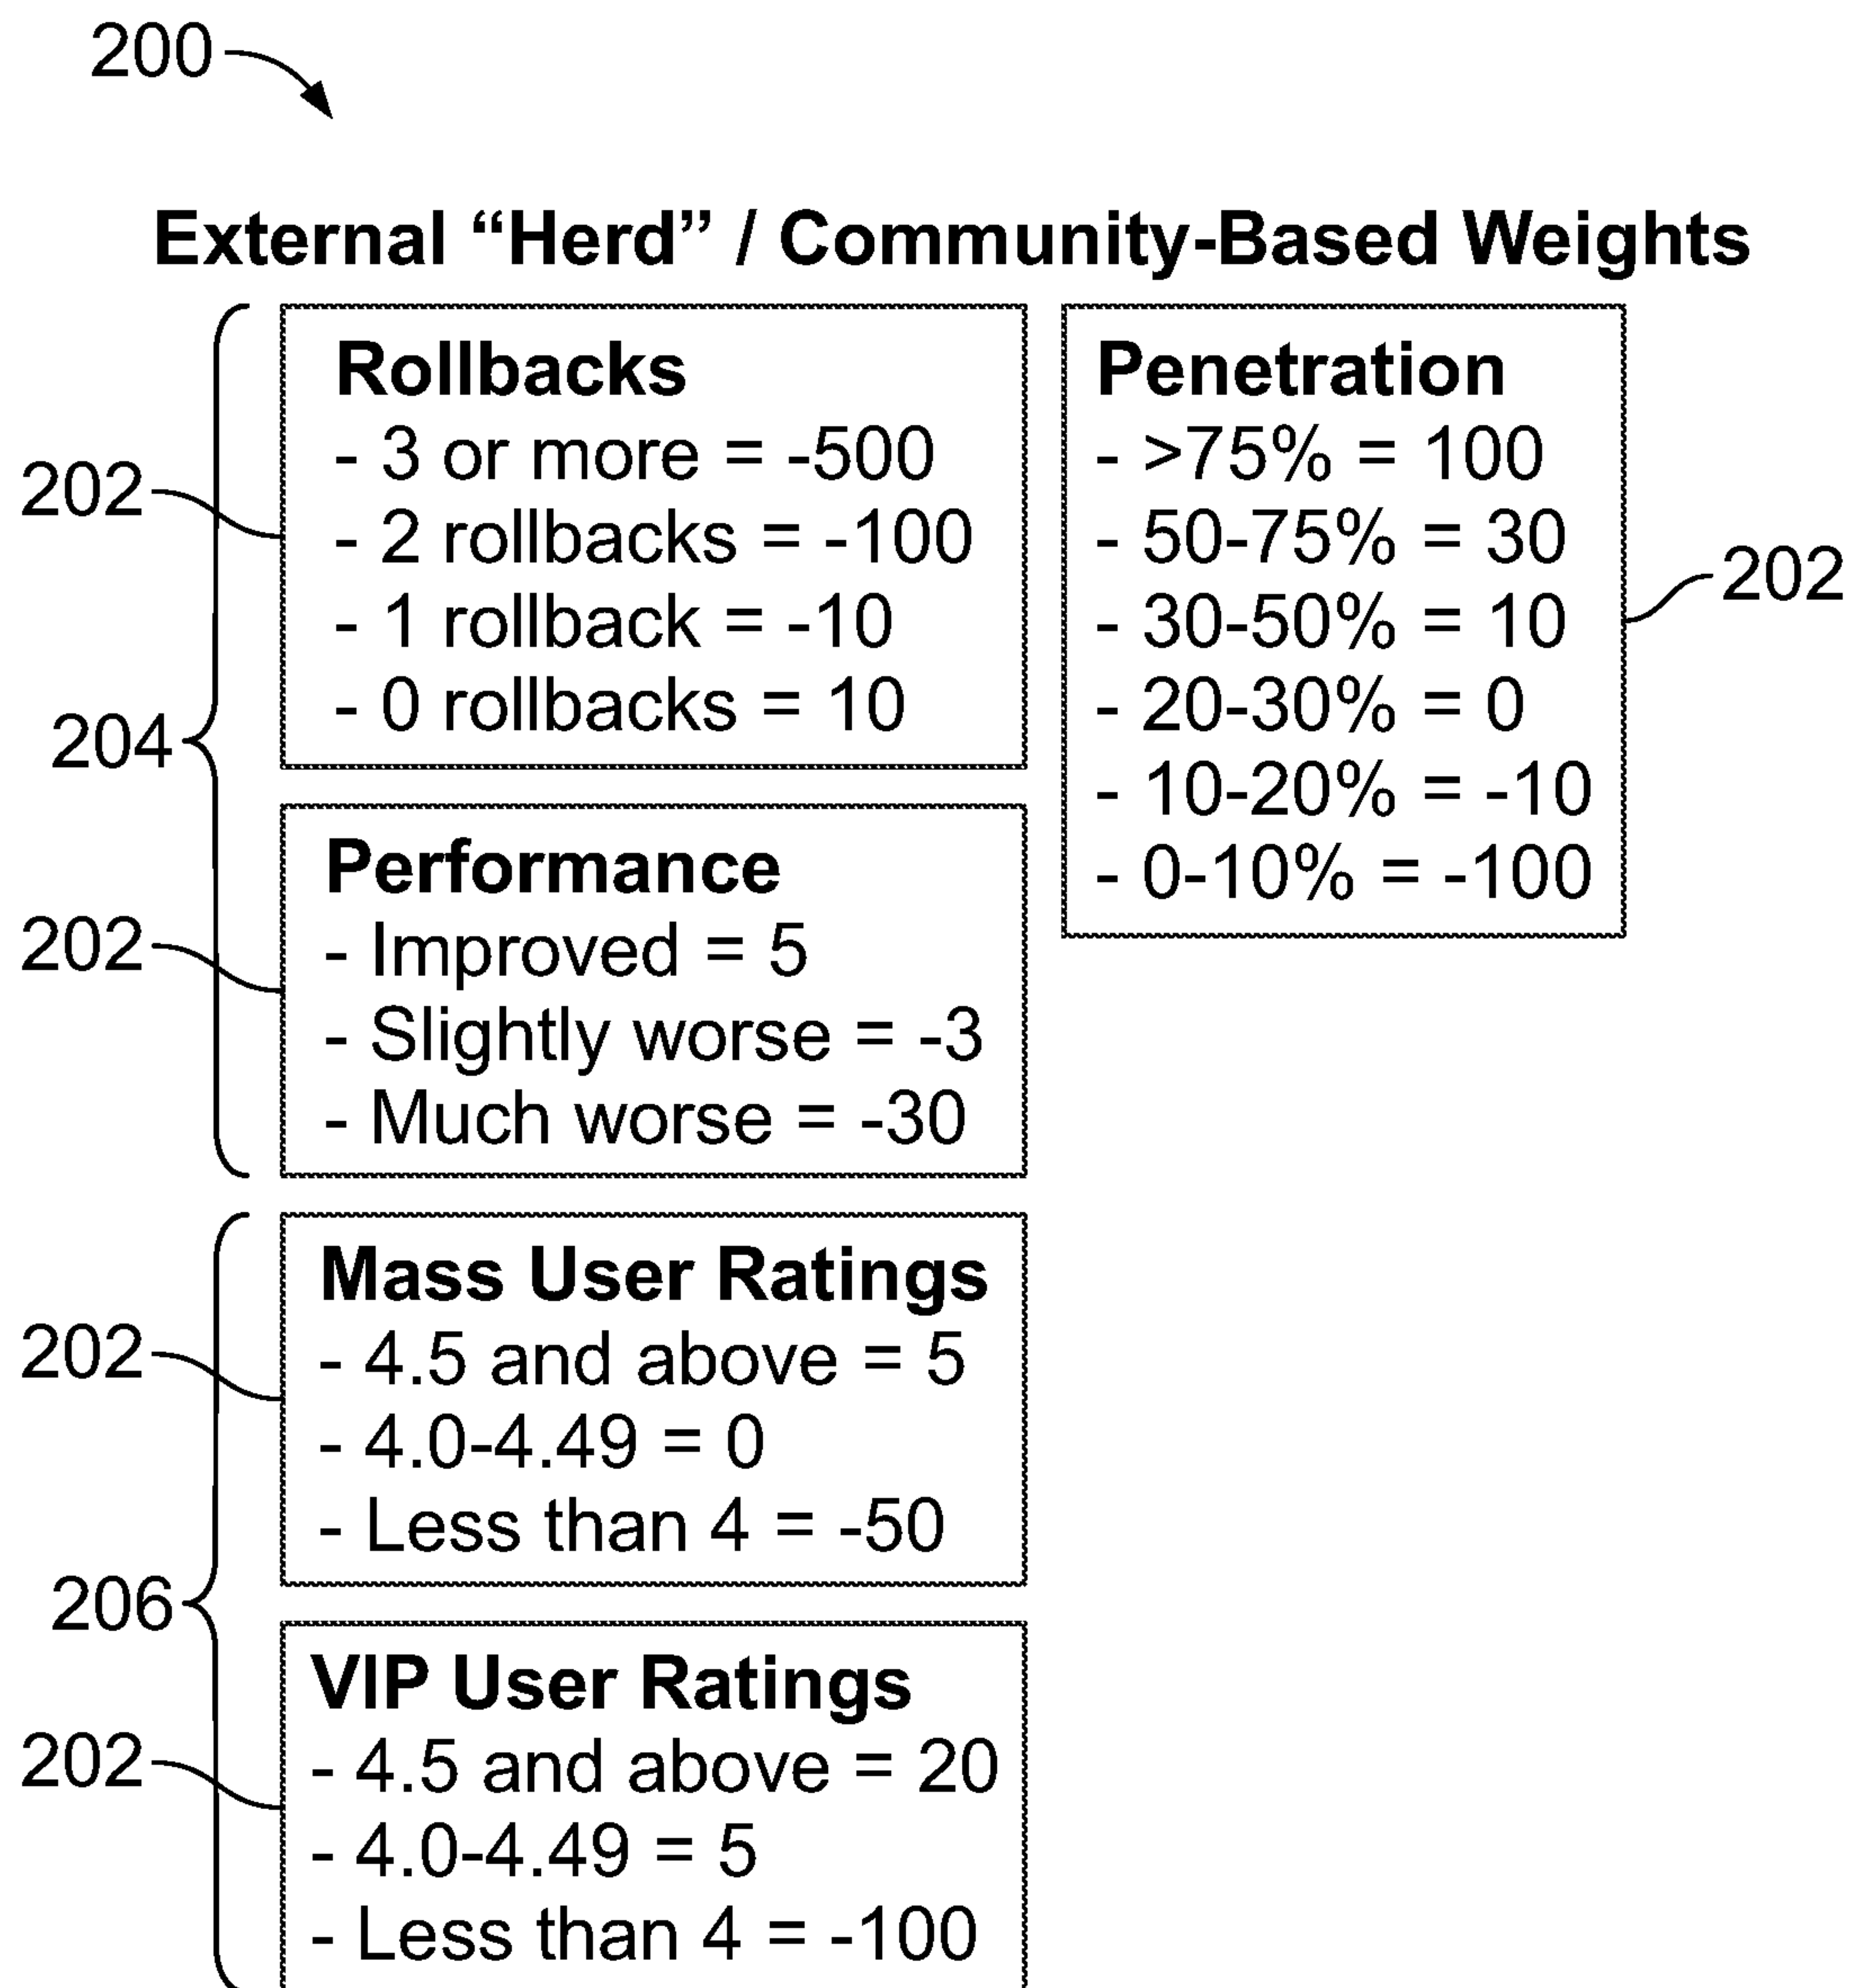 200
External “Herd” / Community-Based Weights
Rollbacks
- 3 or more = -500
- 2 rollbacks = -100
- 1 rollback = -10
- 0 rollbacks = 10
202
204
Performance
- Improved = 5
- Slightly worse = -3
- Much worse = -30
202
Penetration
- >75% = 100
- 50-75% = 30
- 30-50% = 10
- 20-30% = 0
- 10-20% = -10
- 0-10% = -100
202
Mass User Ratings
- 4.5 and above = 5
- 4.0-4.49 = 0
- Less than 4 = -50
202
206
VIP User Ratings
- 4.5 and above = 20
- 4.0-4.49 = 5
- Less than 4 = -100
202